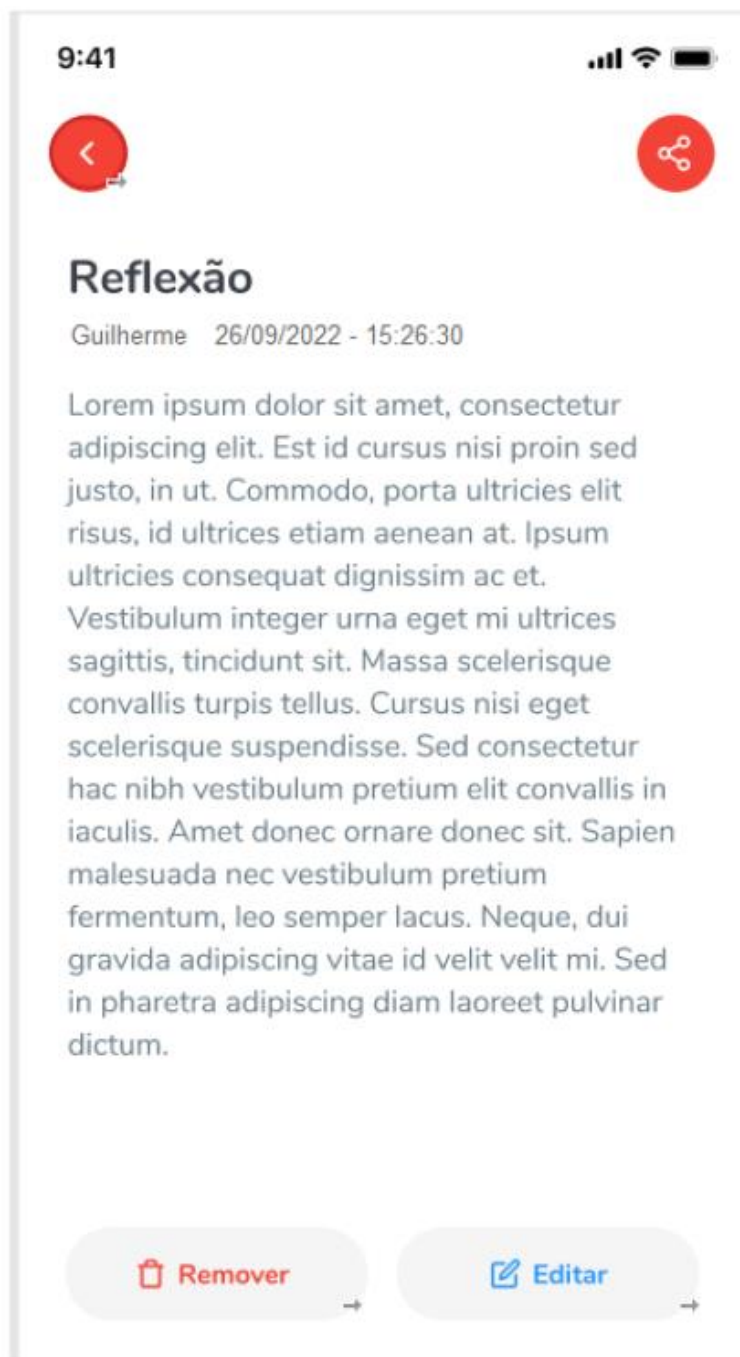 9:41
Reflexão
Guilherme 26/09/2022 - 15:26:30
Lorem ipsum dolor sit amet, consectetur
adipiscing elit. Est id cursus nisi proin sed
justo, in ut. Commodo, porta ultricies elit
risus, id ultrices etiam aenean at. Ipsum
ultricies consequat dignissim ac et.
Vestibulum integer urna eget mi ultrices
sagittis, tincidunt sit. Massa scelerisque
convallis turpis tellus. Cursus nisi eget
scelerisque suspendisse. Sed consectetur
hac nibh vestibulum pretium elit convallis in
iaculis. Amet donec ornare donec sit. Sapien
malesuada nec vestibulum pretium
fermentum, leo semper lacus. Neque, dui
gravida adipiscing vitae id velit velit mi. Sed
in pharetra adipiscing diam laoreet pulvinar
dictum.
Remover Editar